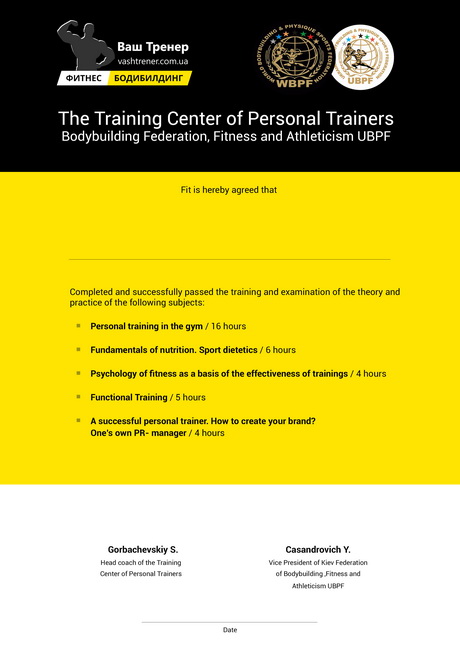 Ваш Тренер
vashtrener.com.ua
ФИТНЕС БОДИБИЛДИНГ
WORLD BODYBUILDING & PHYSIQUE SPORTS FEDERATION
WBPF
UBPF
The Training Center of Personal Trainers
Bodybuilding Federation, Fitness and Athleticism UBPF
Fit is hereby agreed that
Completed and successfully passed the training and examination of the theory and
practice of the following subjects:
Personal training in the gym / 16 hours
Fundamentals of nutrition. Sport dietetics / 6 hours
Psychology of fitness as a basis of the effectiveness of trainings / 4 hours
Functional Training / 5 hours
A successful personal trainer. How to create your brand?
One's own PR- manager / 4 hours
Gorbachevskiy S.
Head coach of the Training
Center of Personal Trainers
Casandrovich Y.
Vice President of Kiev Federation
of Bodybuilding ,Fitness and
Athleticism UBPF
Date